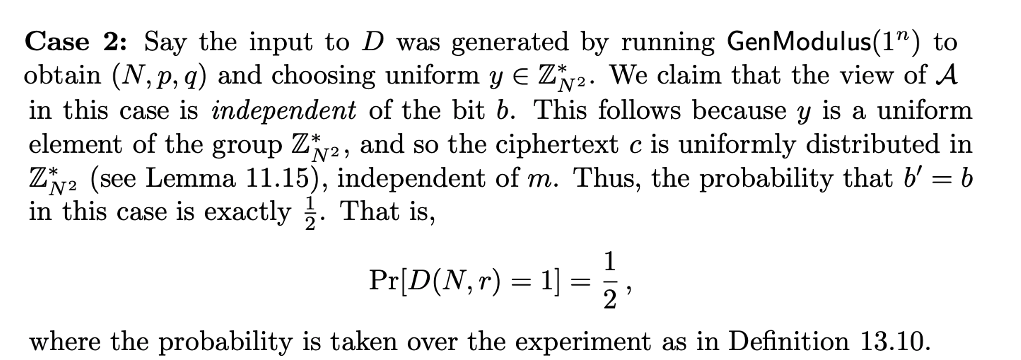 Case 2: Say the input to D was generated by running GenModulus(1ⁿ) to
obtain (N, p, q) and choosing uniform y ∈ ℤ*_{N²}. We claim that the view of 𝒜
in this case is independent of the bit b. This follows because y is a uniform
element of the group ℤ*_{N²}, and so the ciphertext c is uniformly distributed in
ℤ*_{N²} (see Lemma 11.15), independent of m. Thus, the probability that b′ = b
in this case is exactly 1/2. That is,
Pr[D(N, r) = 1] = 1/2,
where the probability is taken over the experiment as in Definition 13.10.